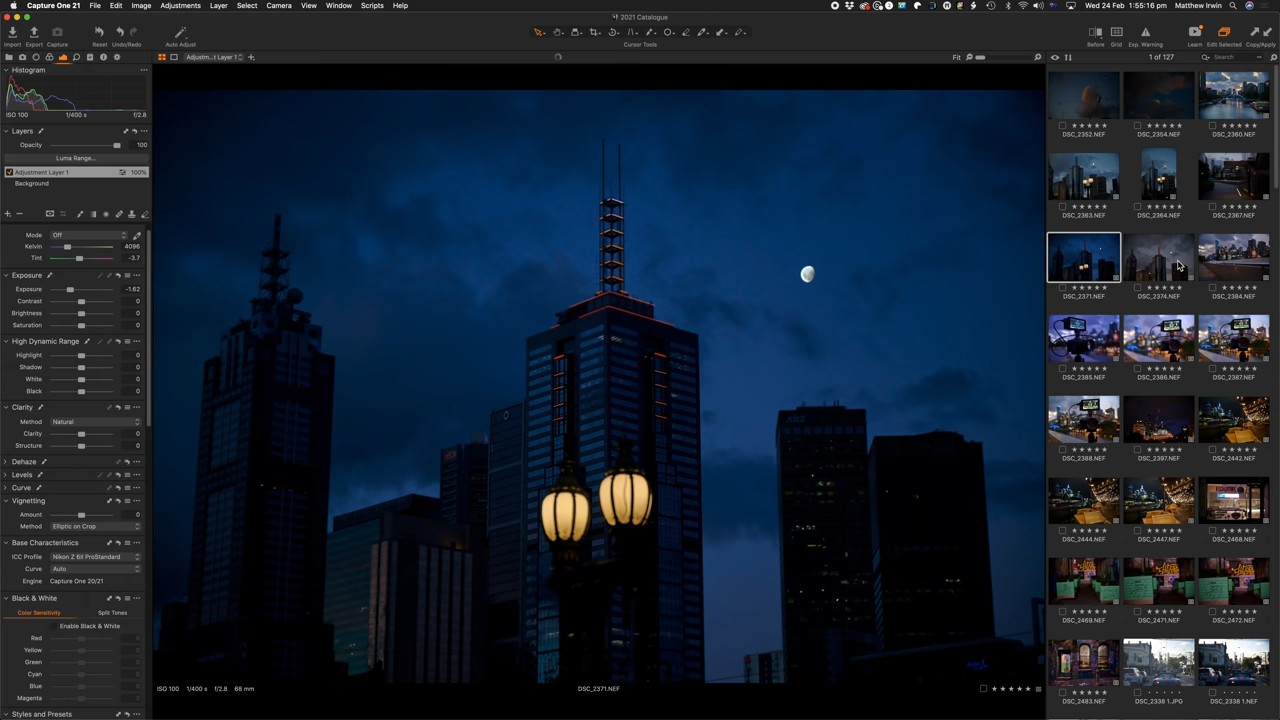 Capture One 21 File Edit Image Adjustments Layer Select Camera View Window Scripts Help Wed 24 Feb 1:55:16 pm Matthew Irwin
2021 Catalogue
Import Export Capture Reset Undo/Redo Auto Adjust Cursor Tools Before Grid Exp. Warning Learn Edit Selected Copy/Apply
Adjustm...t Layer 1 Fit 1 of 127 Search
Histogram
ISO 100 1/400 s f/2.8
Layers
Opacity 100
Luma Range...
Adjustment Layer 1 100%
Background
Mode Off
Kelvin 4096
Tint -3.7
Exposure
Exposure -1.62
Contrast 0
Brightness 0
Saturation 0
High Dynamic Range
Highlight 0
Shadow 0
White 0
Black 0
Clarity
Method Natural
Clarity 0
Structure 0
Dehaze
Levels
Curve
Vignetting
Amount 0
Method Elliptic on Crop
Base Characteristics
ICC Profile Nikon Z 6II ProStandard
Curve Auto
Engine Capture One 20/21
Black & White
Color Sensitivity Split Tones
Enable Black & White
Red 0
Yellow 0
Green 0
Cyan 0
Blue 0
Magenta 0
Styles and Presets
ISO 100 1/400 s f/2.8 68 mm DSC_2371.NEF
DSC_2352.NEF DSC_2354.NEF DSC_2360.NEF
DSC_2363.NEF DSC_2364.NEF DSC_2367.NEF
DSC_2371.NEF DSC_2374.NEF DSC_2384.NEF
DSC_2385.NEF DSC_2386.NEF DSC_2387.NEF
DSC_2388.NEF DSC_2397.NEF DSC_2442.NEF
DSC_2444.NEF DSC_2447.NEF DSC_2468.NEF
DSC_2469.NEF DSC_2471.NEF DSC_2472.NEF
DSC_2483.NEF DSC_2338 1.JPG DSC_2338 1.NEF